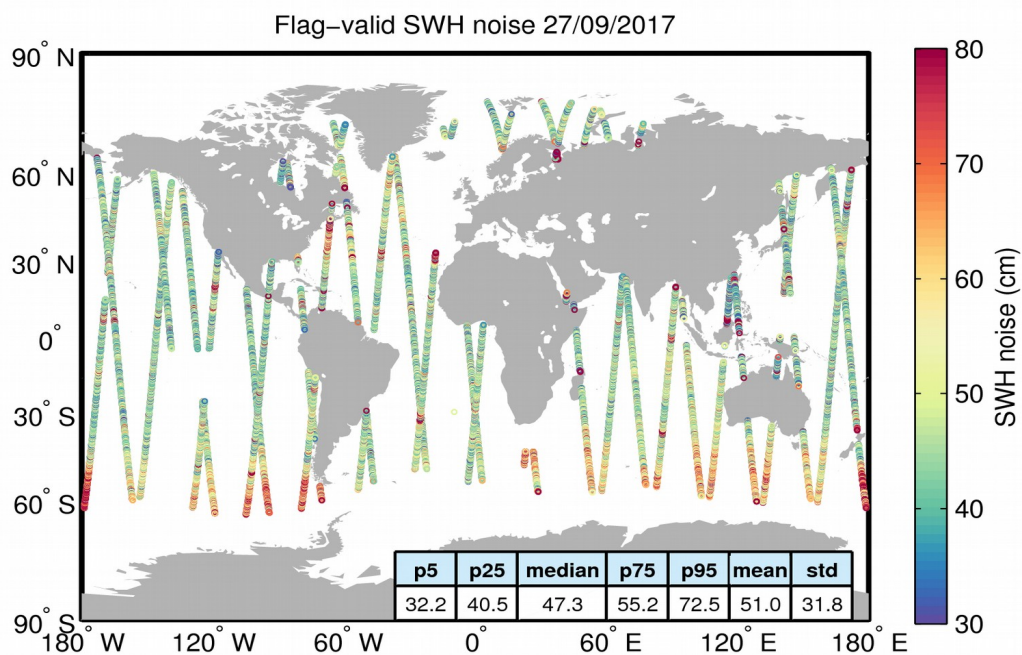 Flag−valid SWH noise 27/09/2017
90° N
60° N
30° N
0°
30° S
60° S
90° S
180° W
120° W
60° W
0°
60° E
120° E
180° E
p5 p25 median p75 p95 mean std
32.2 40.5 47.3 55.2 72.5 51.0 31.8
80
70
60
50
40
30
SWH noise (cm)